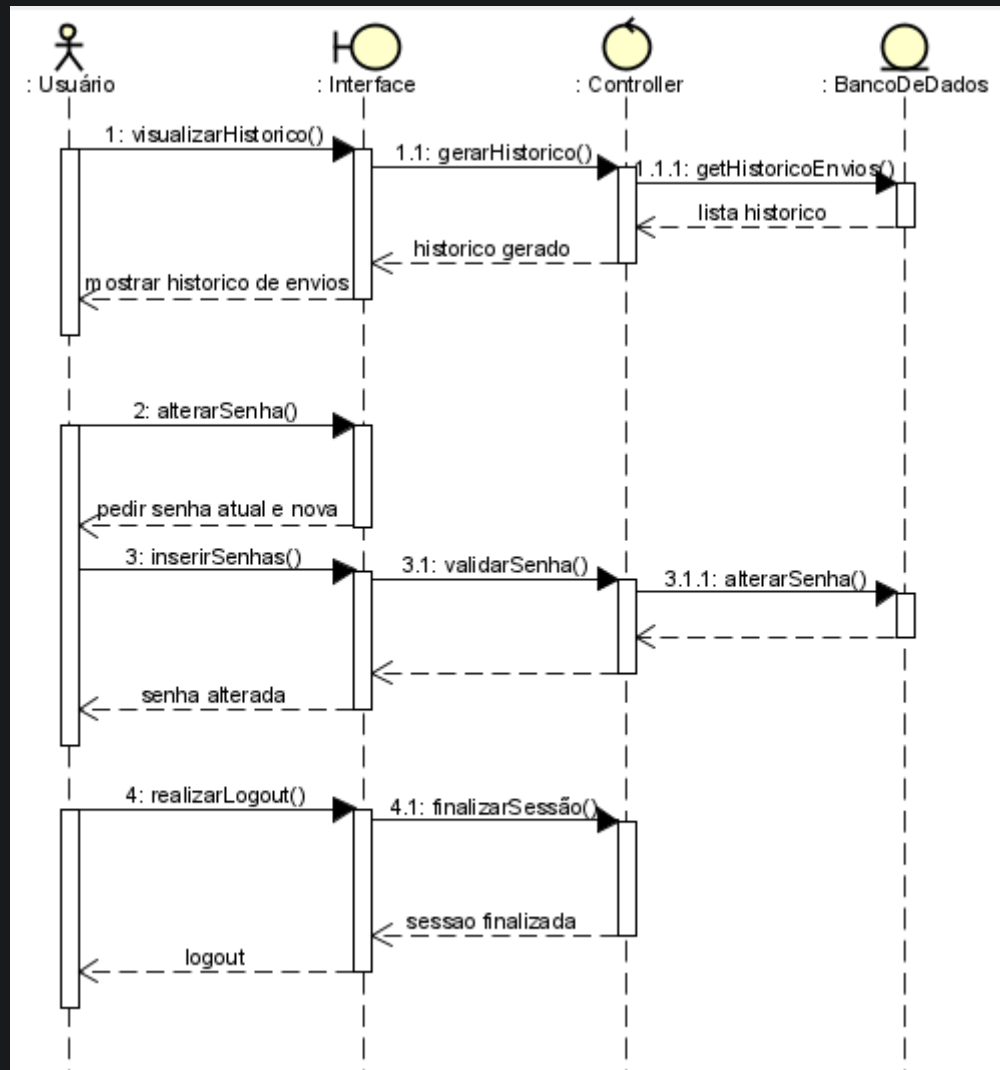 : Usuário
: Interface
: Controller
: BancoDeDados
1: visualizarHistorico()
1.1: gerarHistorico()
1.1.1: getHistoricoEnvios()
lista historico
historico gerado
mostrar historico de envios
2: alterarSenha()
pedir senha atual e nova
3: inserirSenhas()
3.1: validarSenha()
3.1.1: alterarSenha()
senha alterada
4: realizarLogout()
4.1: finalizarSessão()
sessao finalizada
logout